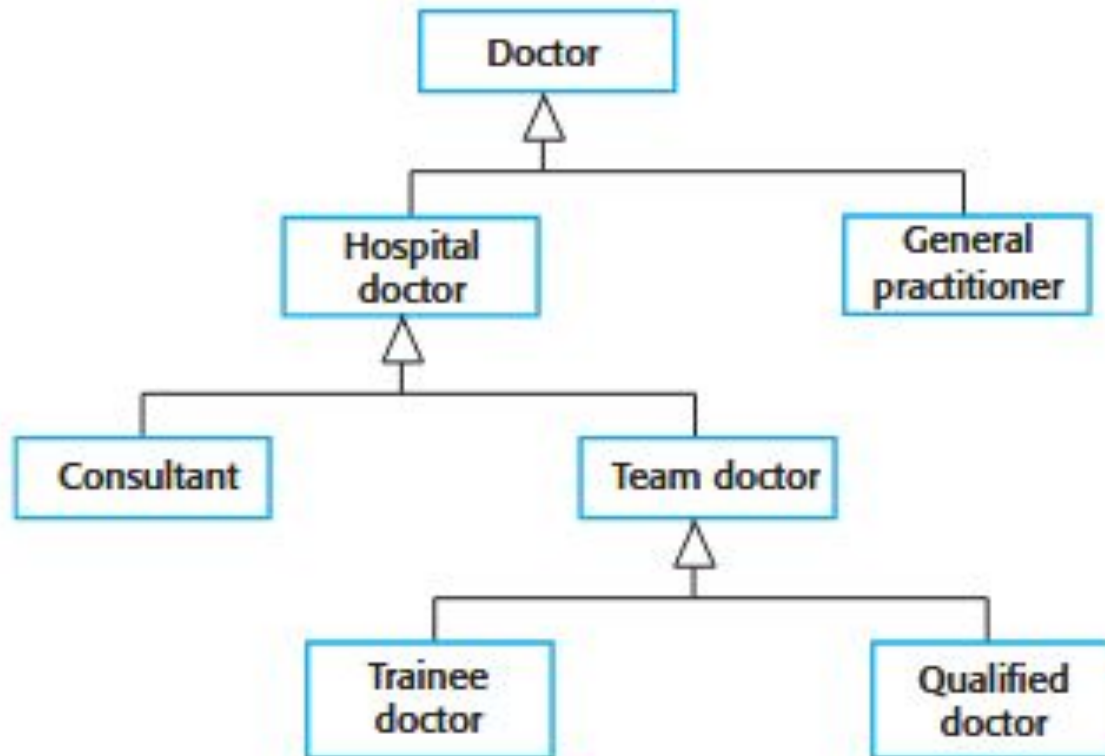 Doctor
Hospital
doctor
General
practitioner
Consultant
Team doctor
Trainee
doctor
Qualified
doctor